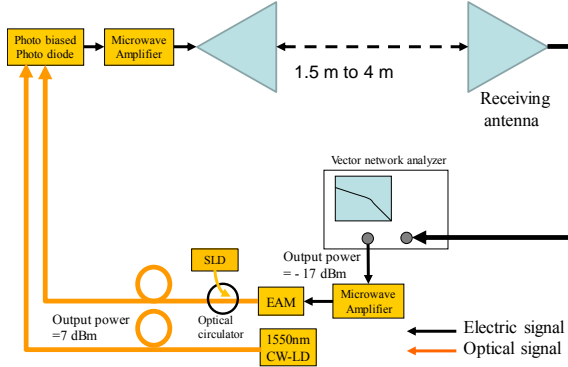 Photo biased
Photo diode
Microwave
Amplifier
1.5 m to 4 m
Receiving
antenna
Vector network analyzer
Output power
= - 17 dBm
SLD
EAM
Microwave
Amplifier
Optical
circulator
Output power
=7 dBm
1550nm
CW-LD
Electric signal
Optical signal